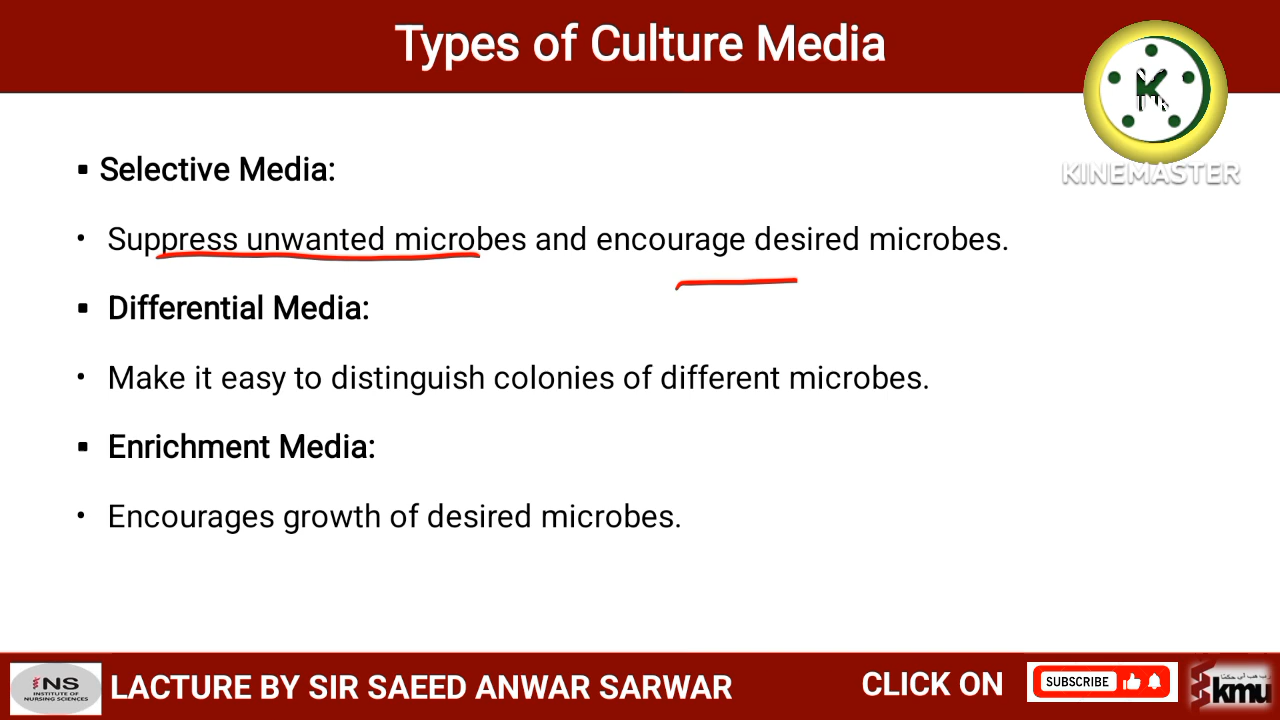 Types of Culture Media
KINEMASTER
▪ Selective Media:
• Suppress unwanted microbes and encourage desired microbes.
▪ Differential Media:
• Make it easy to distinguish colonies of different microbes.
▪ Enrichment Media:
• Encourages growth of desired microbes.
INS
INSTITUTE OF
NURSING SCIENCES
LACTURE BY SIR SAEED ANWAR SARWAR
CLICK ON
SUBSCRIBE
kmu